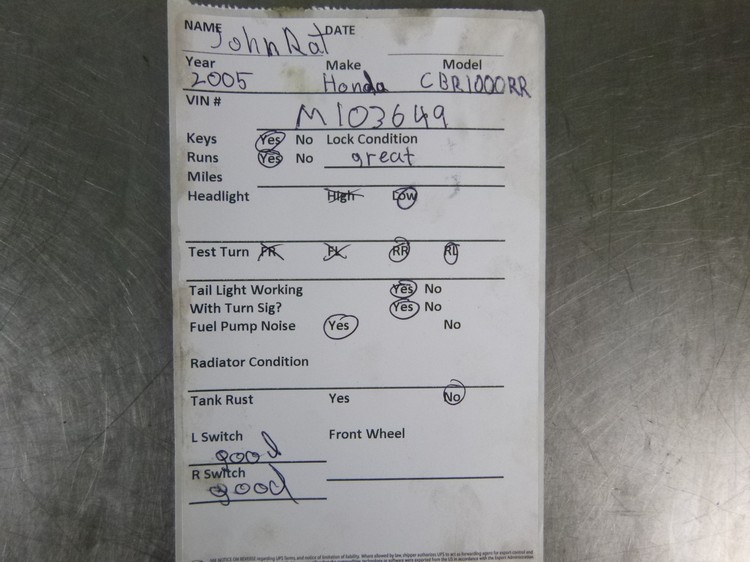 NAME John Rat DATE
Year Make Model
2005 Honda CBR1000RR
VIN #
M103649
Keys Yes No Lock Condition
Runs Yes No great
Miles
Headlight High Low
Test Turn FR FL RR RL
Tail Light Working Yes No
With Turn Sig? Yes No
Fuel Pump Noise Yes No
Radiator Condition
Tank Rust Yes No
L Switch Front Wheel
good
R Switch
good